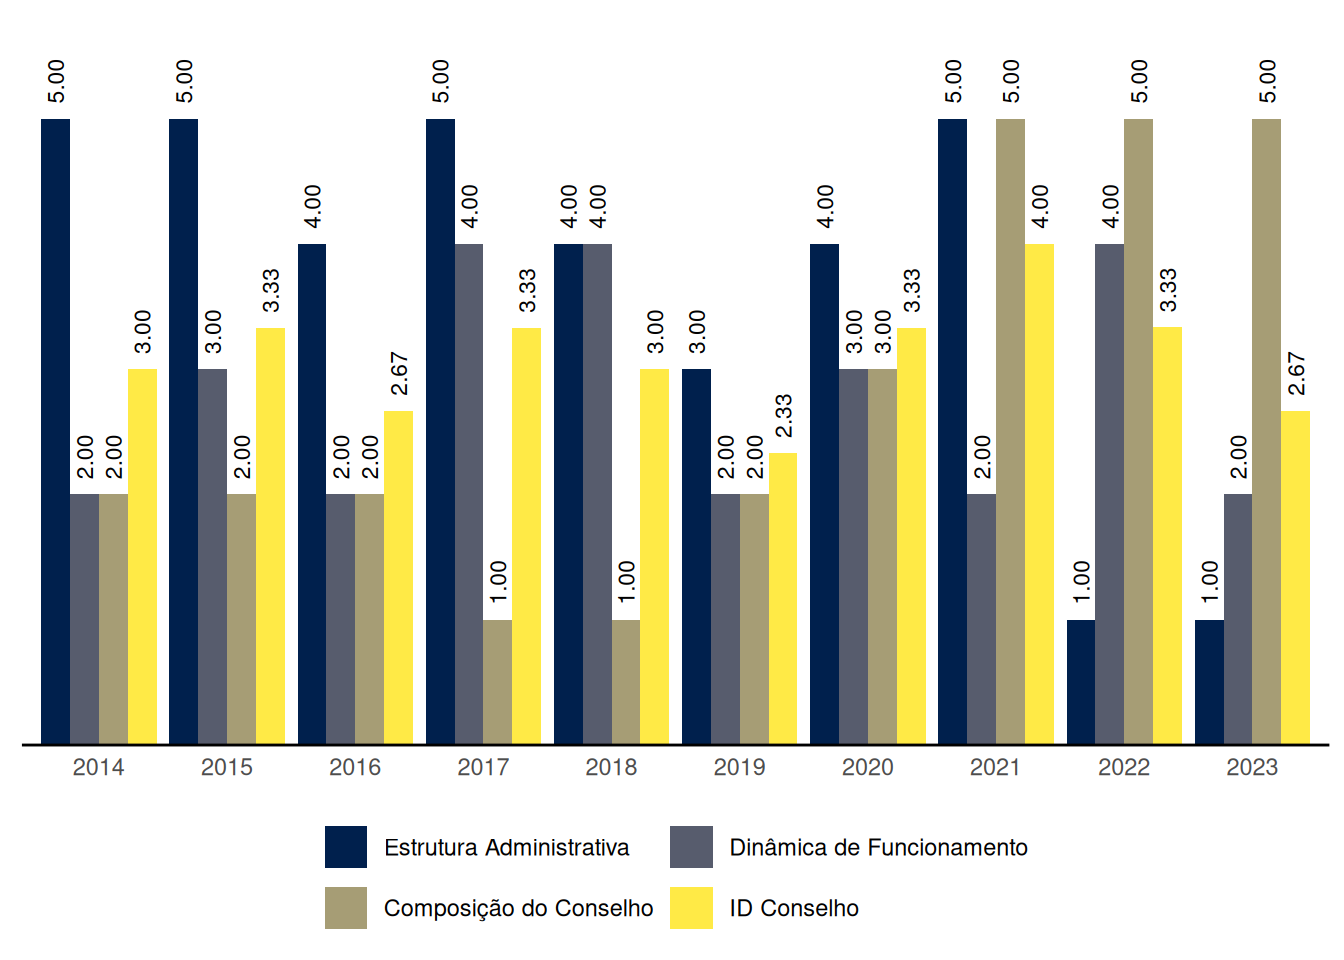 5.00 2.00 2.00 3.00 5.00 3.00 2.00 3.33 4.00 2.00 2.00 2.67 5.00 4.00 1.00 3.33 4.00 4.00 1.00 3.00 3.00 2.00 2.00 2.33 4.00 3.00 3.00 3.33 5.00 2.00 5.00 4.00 1.00 4.00 5.00 3.33 1.00 2.00 5.00 2.67
2014 2015 2016 2017 2018 2019 2020 2021 2022 2023
Estrutura Administrativa Dinâmica de Funcionamento
Composição do Conselho ID Conselho